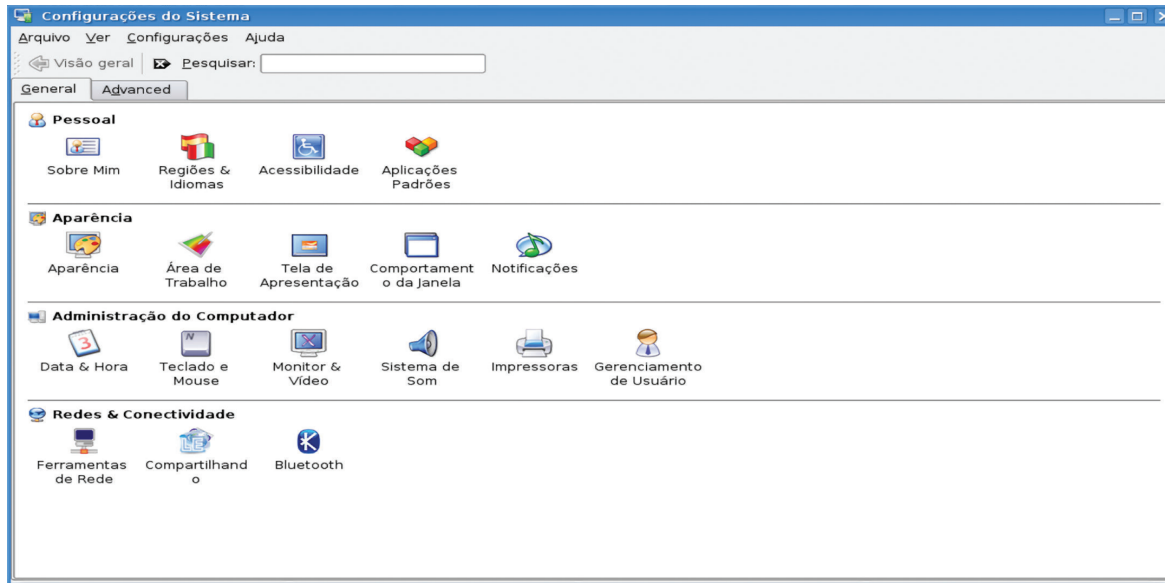 Configurações do Sistema
Arquivo Ver Configurações Ajuda
Visão geral Pesquisar:
General Advanced
Pessoal
Sobre Mim Regiões & Acessibilidade Aplicações
Idiomas Padrões
Aparência
Aparência Área de Tela de Comportament Notificações
Trabalho Apresentação o da Janela
Administração do Computador
Data & Hora Teclado e Monitor & Sistema de Impressoras Gerenciamento
Mouse Vídeo Som de Usuário
Redes & Conectividade
Ferramentas Compartilhand Bluetooth
de Rede o